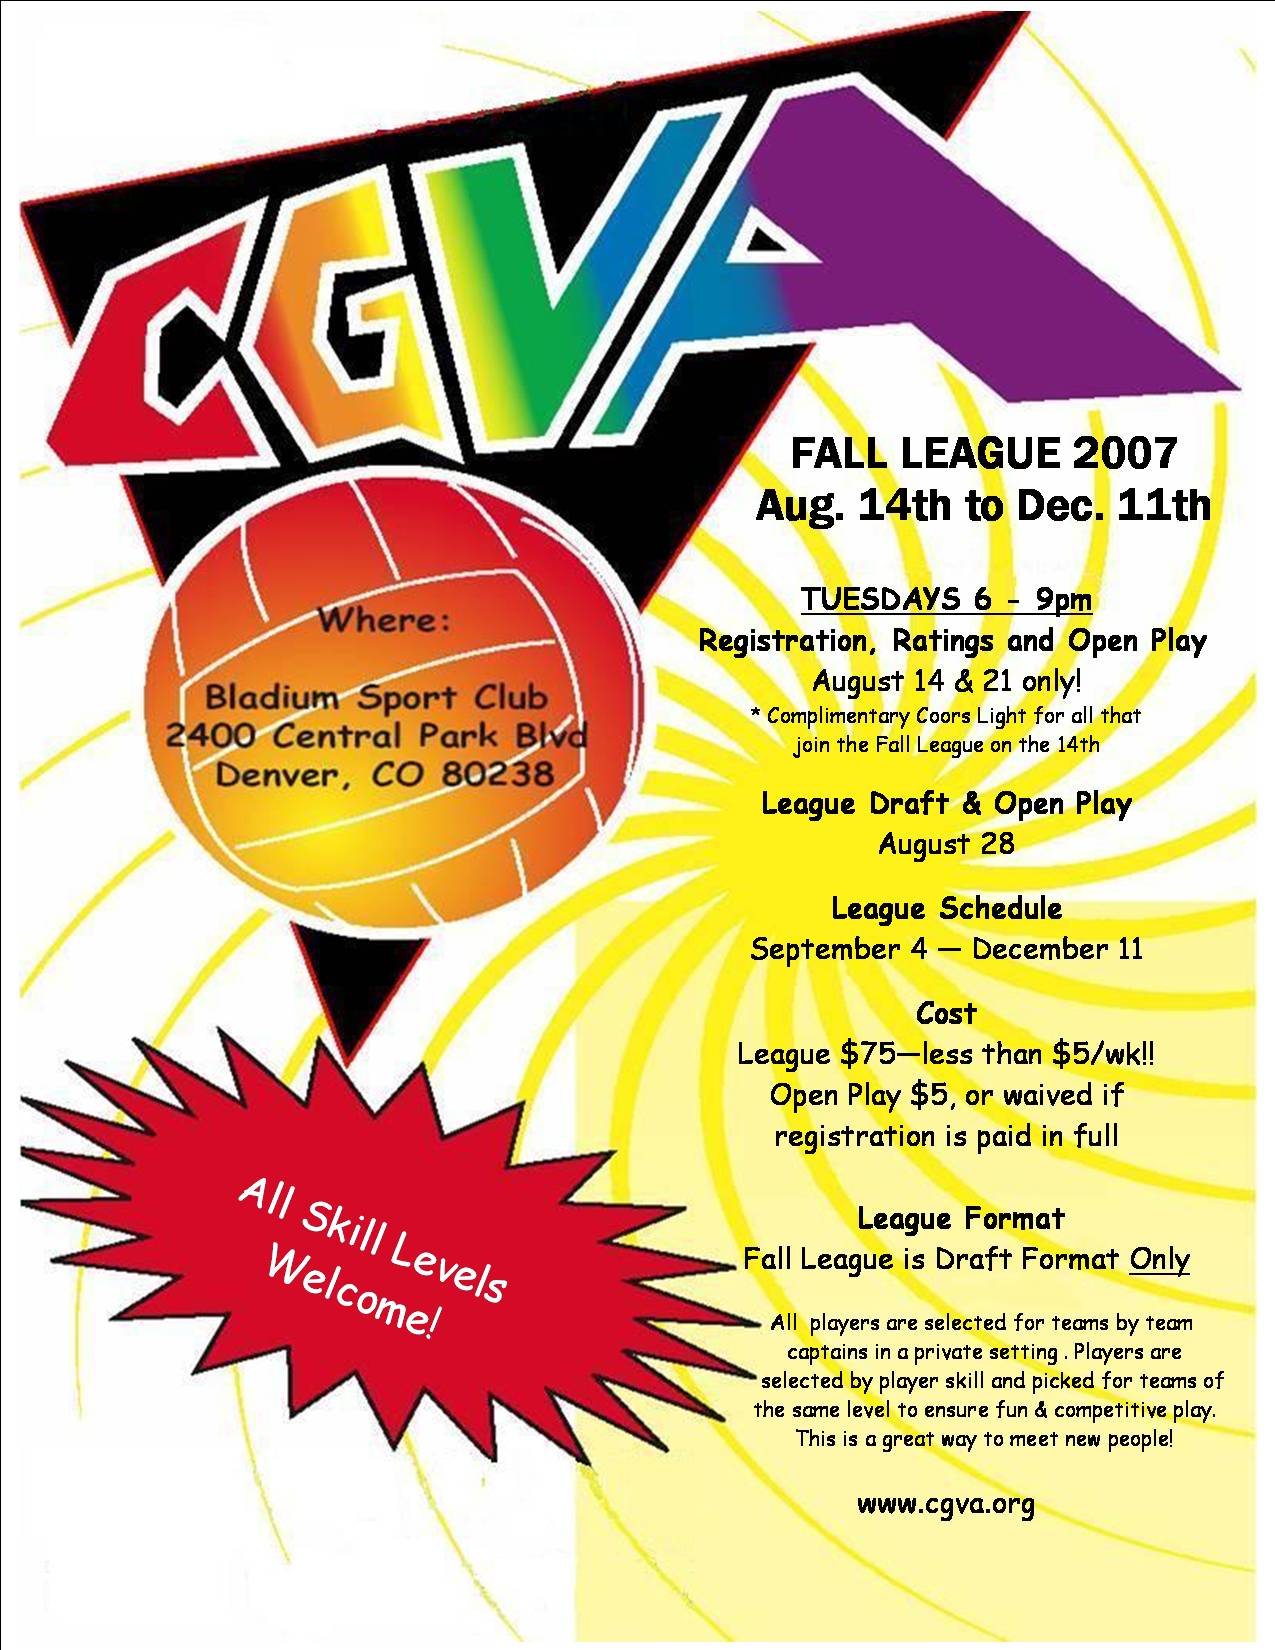 CGVA
FALL LEAGUE 2007
Aug. 14th to Dec. 11th
Where:
Bladium Sport Club
2400 Central Park Blvd
Denver, CO 80238
TUESDAYS 6 - 9pm
Registration, Ratings and Open Play
August 14 & 21 only!
* Complimentary Coors Light for all that
join the Fall League on the 14th
League Draft & Open Play
August 28
League Schedule
September 4 — December 11
Cost
League $75—less than $5/wk!!
Open Play $5, or waived if
registration is paid in full
All Skill Levels
Welcome!
League Format
Fall League is Draft Format Only
All players are selected for teams by team
captains in a private setting . Players are
selected by player skill and picked for teams of
the same level to ensure fun & competitive play.
This is a great way to meet new people!
www.cgva.org